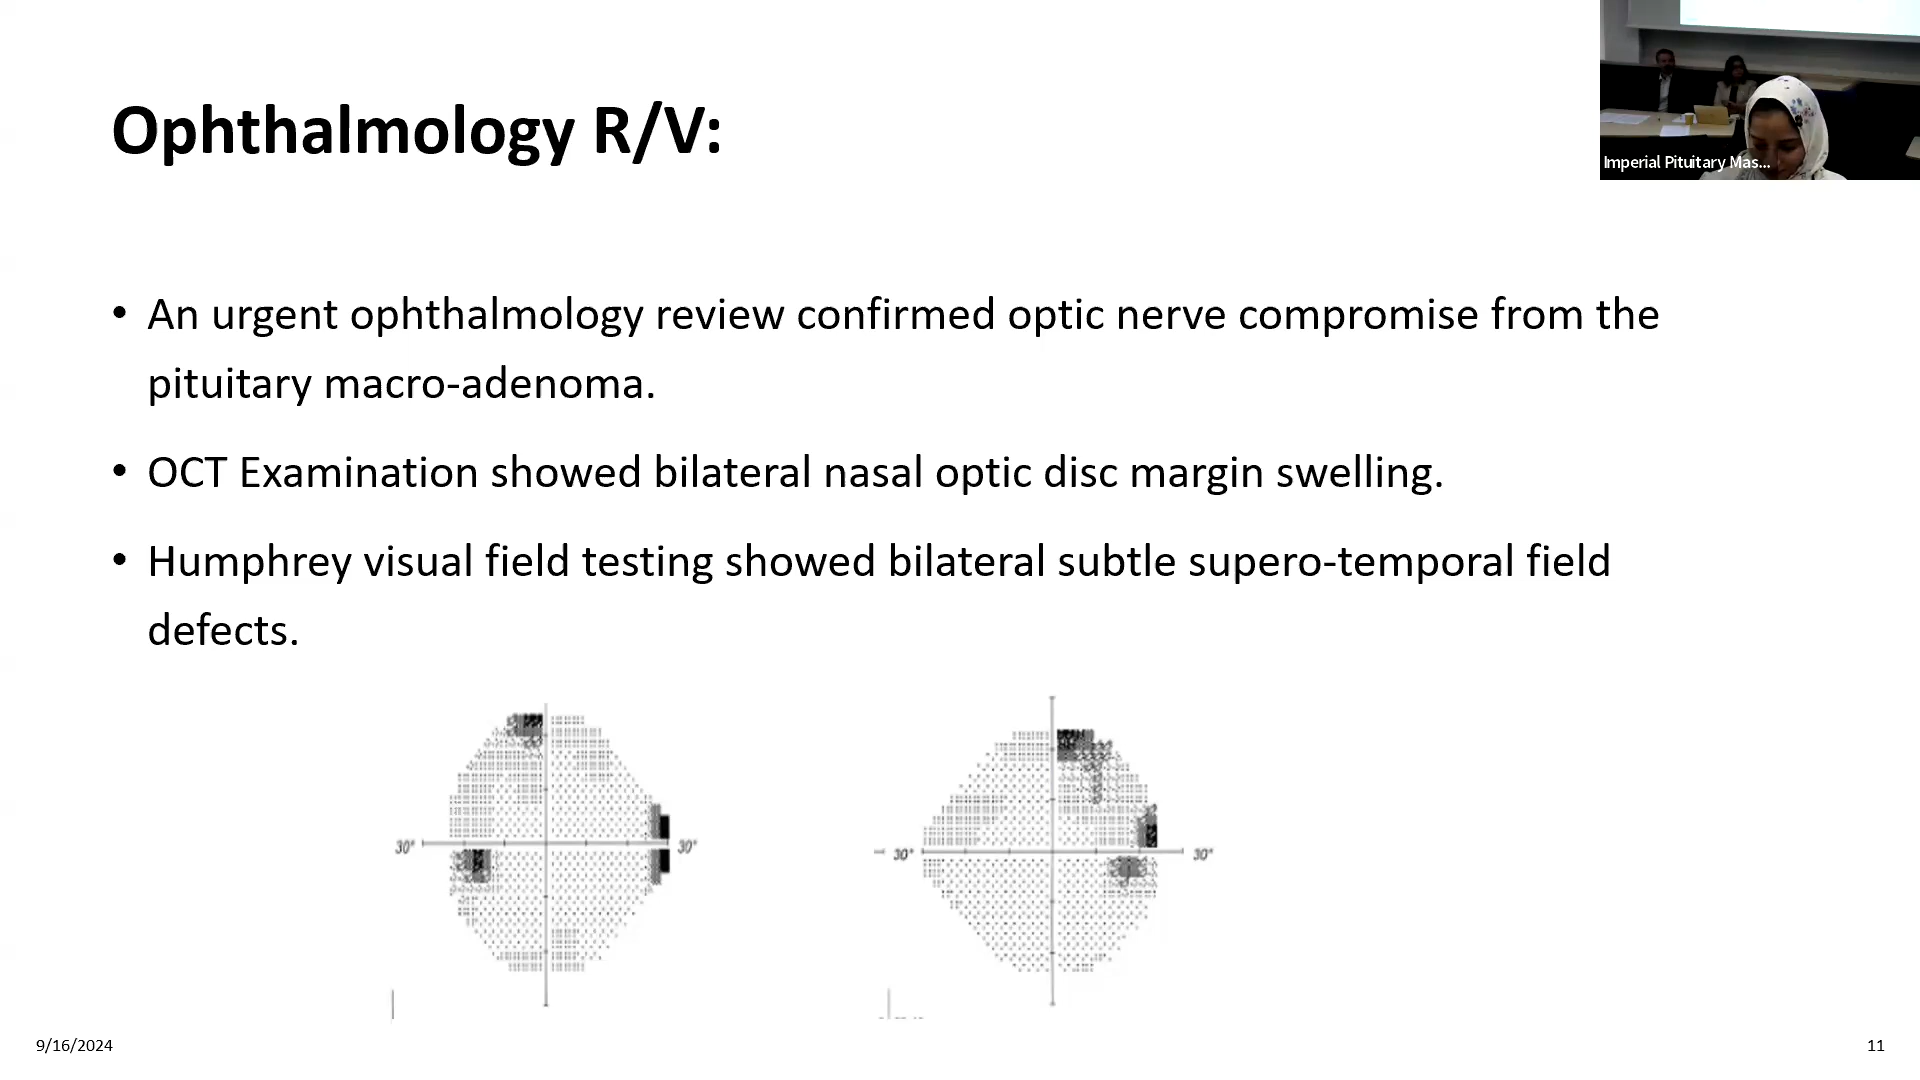 Ophthalmology R/V:
Imperial Pituitary Mas...
• An urgent ophthalmology review confirmed optic nerve compromise from the
pituitary macro-adenoma.
• OCT Examination showed bilateral nasal optic disc margin swelling.
• Humphrey visual field testing showed bilateral subtle supero-temporal field
defects.
30° 30°
30° 30°
9/16/2024
11